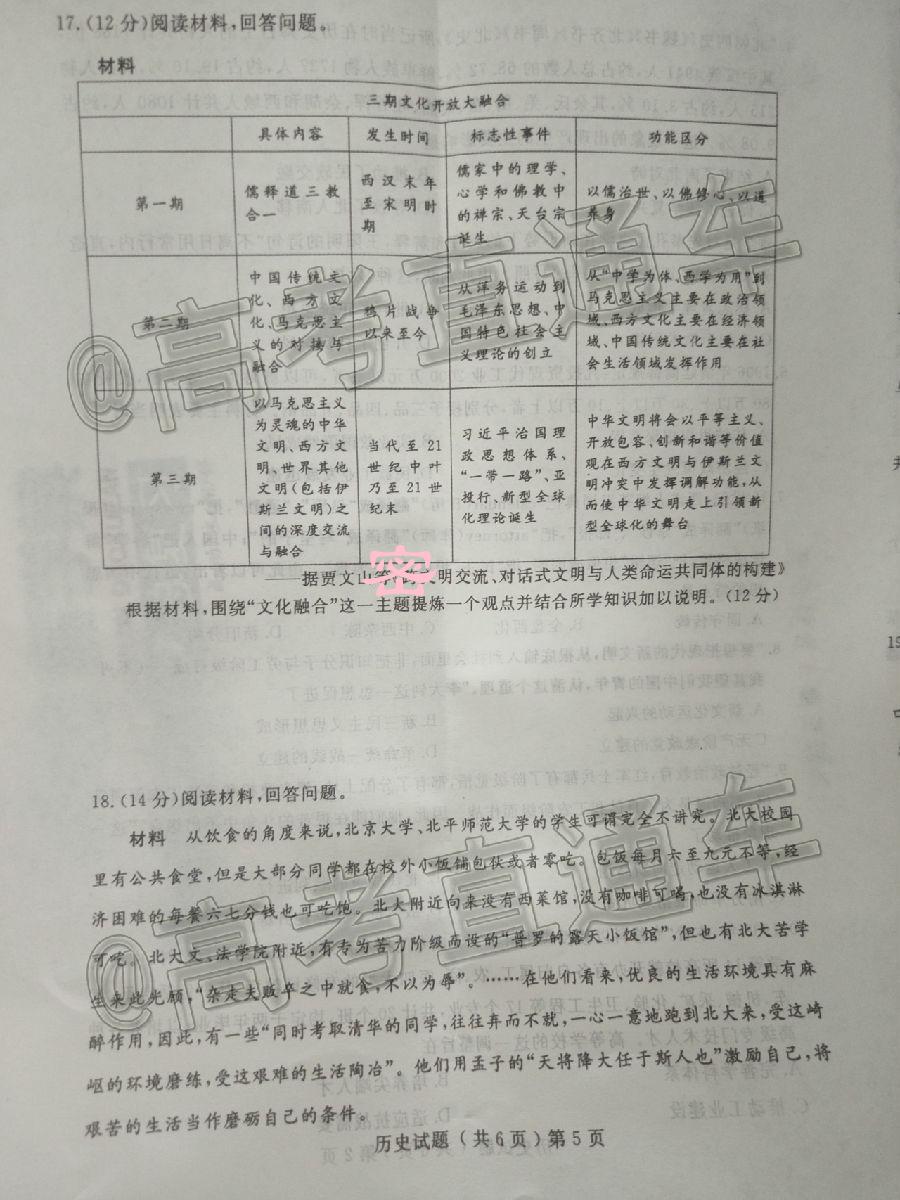 17.(12分)阅读材料,回答问题。
材料
三期文化开放大融合
具体内容 发生时间 标志性事件 功能区分
第一期
儒释道三教
合一
西汉末年
至宋明时
期
儒家中的理学、
心学和佛教中
的禅宗、天台宗
诞生
以儒治世、以佛修心、以道
养身
第二期
中国传统文
化、西方文
化、马克思主
义的对接与
融合
鸦片战争
以来至今
从洋务运动到
毛泽东思想、中
国特色社会主
义理论的创立
从“中学为体、西学为用”到
马克思主义主要在政治领
域、西方文化主要在经济领
域、中国传统文化主要在社
会生活领域发挥作用
第三期
以马克思主义
为灵魂的中华
文明、西方文
明、世界其他
文明(包括伊
斯兰文明)之
间的深度交流
与融合
当代至21
世纪中叶
乃至21世
纪末
习近平治国理
政思想体系、
“一带一路”、亚
投行、新型全球
化理论诞生
中华文明将会以平等主义、
开放包容、创新和谐等价值
观在西方文明与伊斯兰文
明冲突中发挥调解功能,从
而使中华文明走上引领新
型全球化的舞台
密
据贾文山等《文明交流、对话式文明与人类命运共同体的构建》
根据材料,围绕“文化融合”这一主题提炼一个观点并结合所学知识加以说明。(12分)
18.(14分)阅读材料,回答问题。
材料 从饮食的角度来说,北京大学、北平师范大学的学生可谓完全不讲究。北大校园
里有公共食堂,但是大部分同学都在校外小饭铺包伙或者零吃。包饭每月六至九元不等,经
济困难的每餐六七分钱也可吃饱。北大附近向来没有西菜馆,没有咖啡可喝,也没有冰淇淋
可吃。北大文、法学院附近,有专为苦力阶级而设的“普罗的露天小饭馆”,但也有北大苦学
生来此光顾,“杂走夫贩卒之中就食,不以为辱”。……在他们看来,优良的生活环境具有麻
醉作用,因此,有一些“同时考取清华的同学,往往弃而不就,一心一意地跑到北大来,受这崎
岖的环境磨练,受这艰难的生活陶冶”。他们用孟子的“天将降大任于斯人也”激励自己,将
艰苦的生活当作磨砺自己的条件。
历史试题(共6页)第5页
@高考直通车
@高考直通车